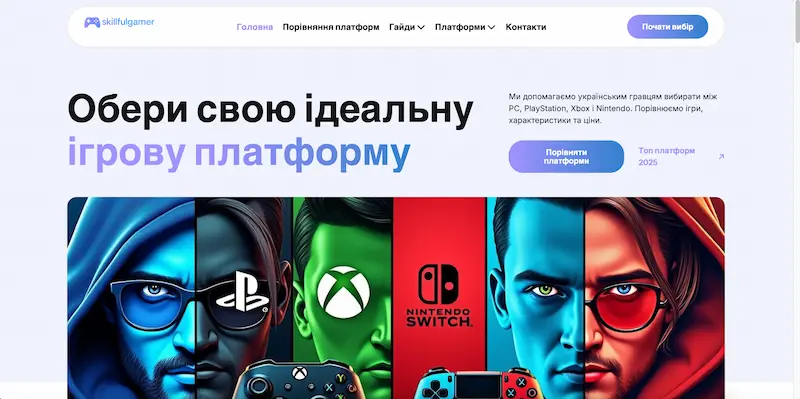 skillfulgamer
Головна Порівняння платформ Гайди Платформи Контакти
Почати вибір
Обери свою ідеальну
ігрову платформу
Ми допомагаємо українським гравцям вибирати між
PC, PlayStation, Xbox і Nintendo. Порівнюємо ігри,
характеристики та ціни.
Порівняти
платформи
Топ платформ
2025
NINTENDO
SWITCH